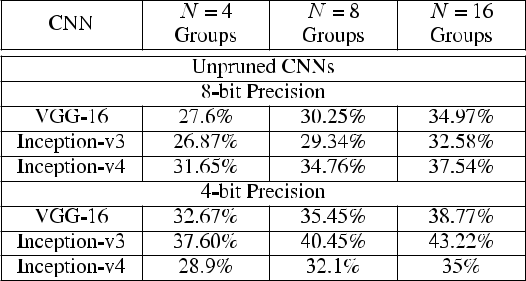 CNN N = 4 Groups N = 8 Groups N = 16 Groups
Unpruned CNNs
8-bit Precision
VGG-16 27.6% 30.25% 34.97%
Inception-v3 26.87% 29.34% 32.58%
Inception-v4 31.65% 34.76% 37.54%
4-bit Precision
VGG-16 32.67% 35.45% 38.77%
Inception-v3 37.60% 40.45% 43.22%
Inception-v4 28.9% 32.1% 35%